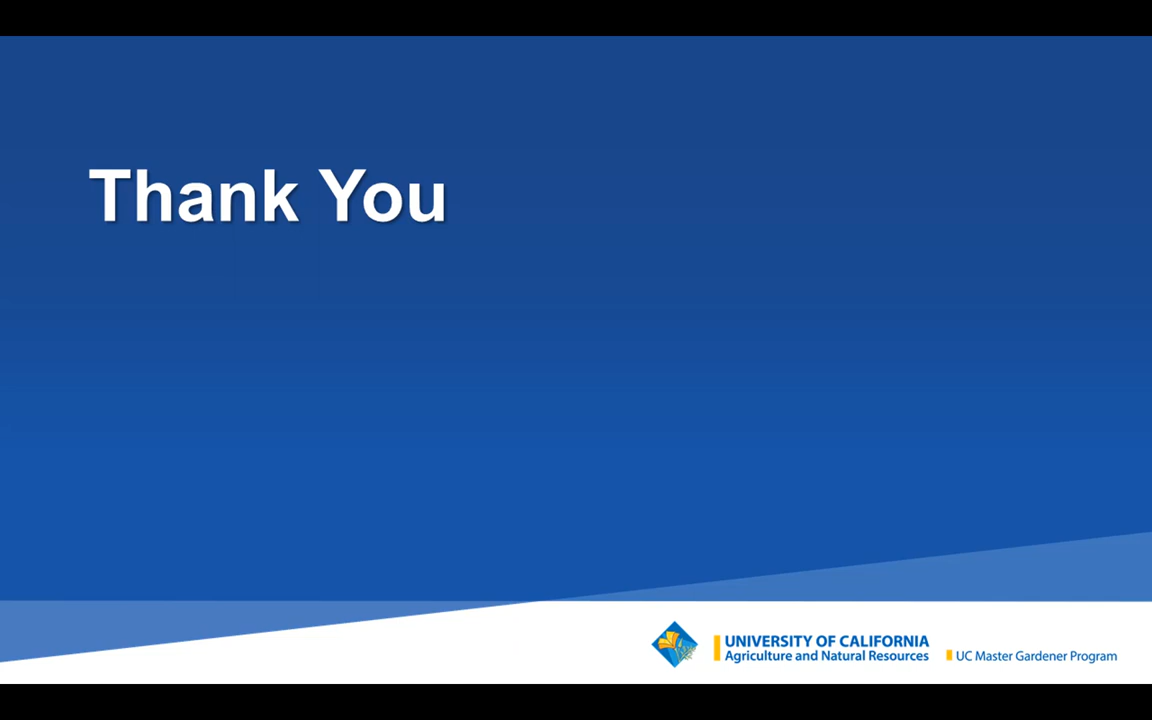 Thank You
UNIVERSITY OF CALIFORNIA
Agriculture and Natural Resources
UC Master Gardener Program